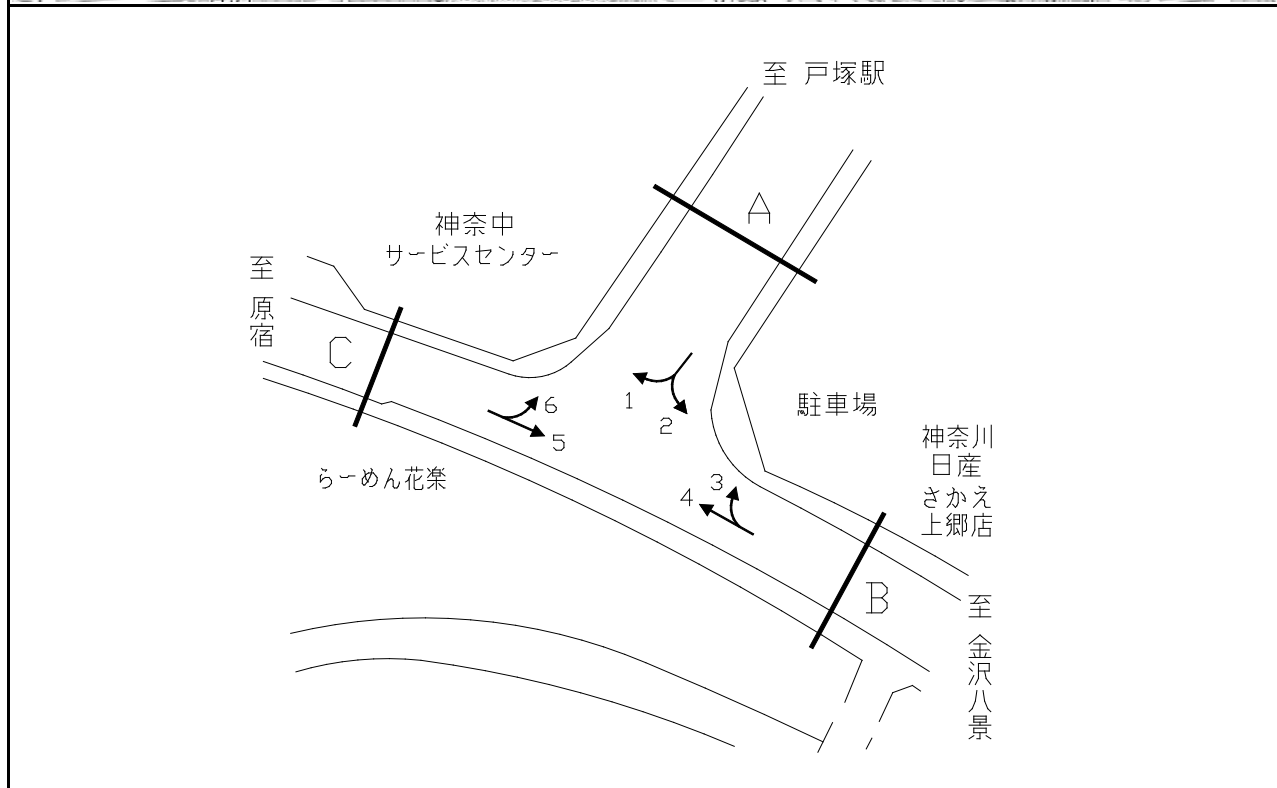 至 戸塚駅
A
神奈中
サービスセンター
至 原宿
C
1
2
6
5
駐車場
3
4
らーめん花楽
神奈川
日産
さかえ
上郷店
B
至 金沢八景